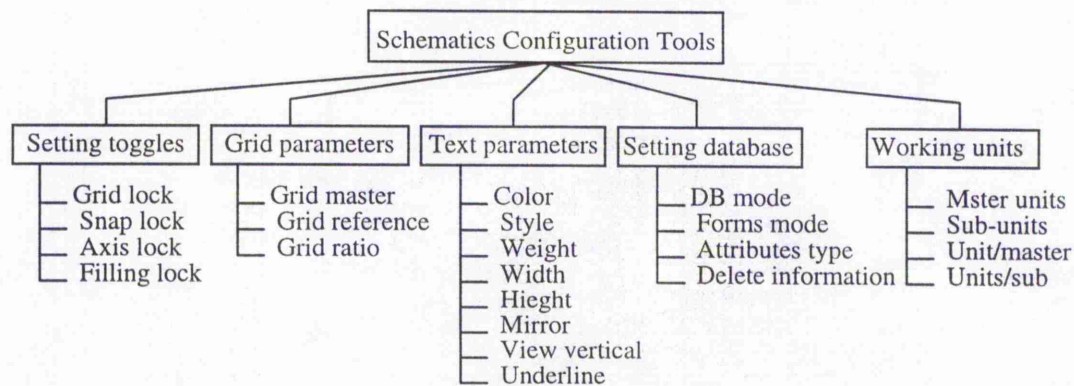 Schematics Configuration Tools
Setting toggles
Grid lock
Snap lock
Axis lock
Filling lock
Grid parameters
Grid master
Grid reference
Grid ratio
Text parameters
Color
Style
Weight
Width
Hieght
Mirror
View vertical
Underline
Setting database
DB mode
Forms mode
Attributes type
Delete information
Working units
Mster units
Sub-units
Unit/master
Units/sub